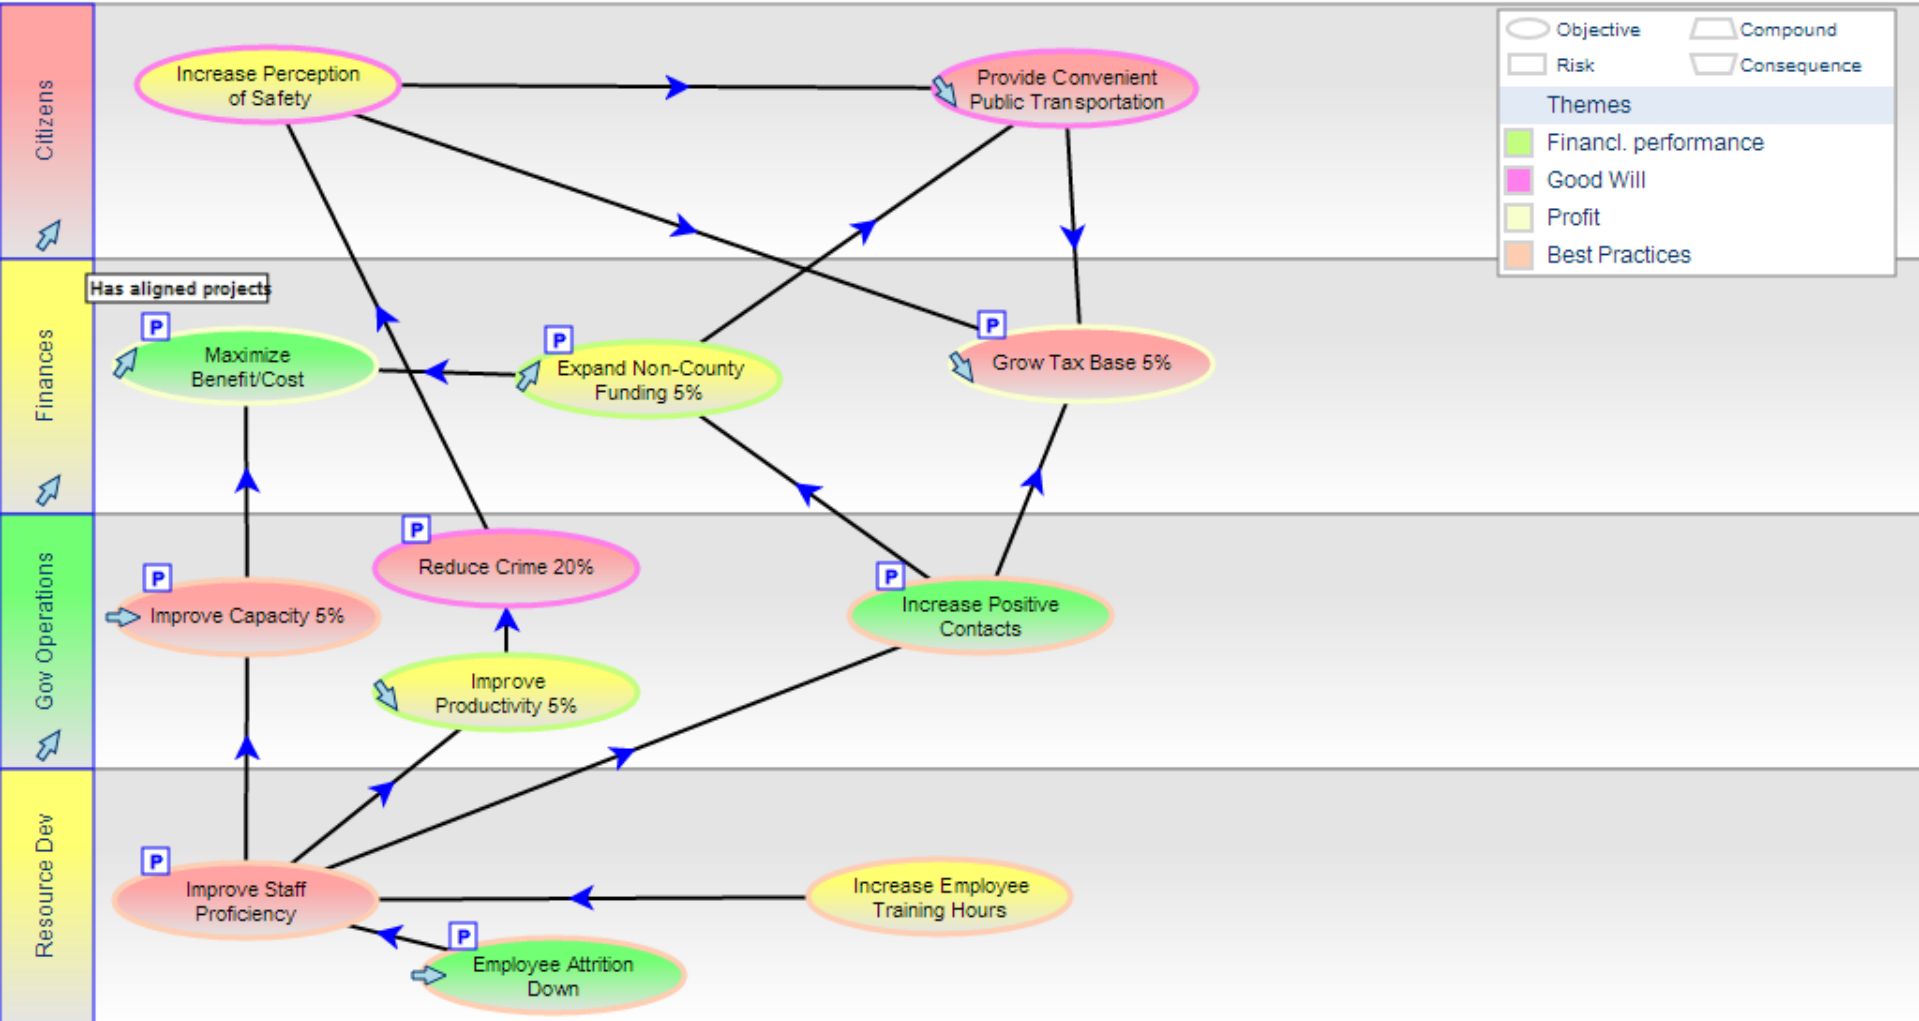 Citizens
Increase Perception
of Safety
Provide Convenient
Public Transportation
Objective
Compound
Risk
Consequence
Themes
Financl. performance
Good Will
Profit
Best Practices
Finances
Has aligned projects
P
Maximize
Benefit/Cost
P
Expand Non-County
Funding 5%
P
Grow Tax Base 5%
Gov Operations
P
Reduce Crime 20%
P
Improve Capacity 5%
P
Increase Positive
Contacts
Improve
Productivity 5%
Resource Dev
P
Improve Staff
Proficiency
Increase Employee
Training Hours
P
Employee Attrition
Down